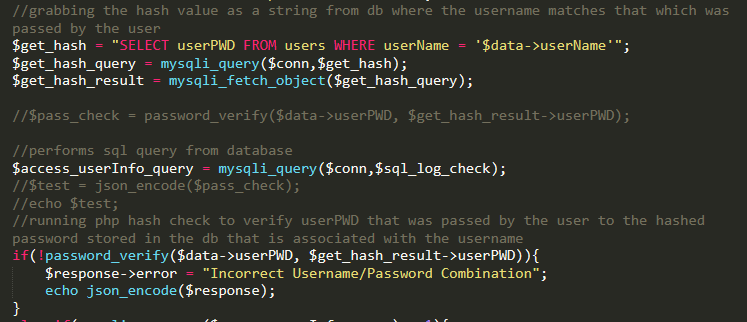 //grabbing the hash value as a string from db where the username matches that which was
passed by the user
$get_hash = "SELECT userPWD FROM users WHERE userName = '$data->userName'";
$get_hash_query = mysqli_query($conn,$get_hash);
$get_hash_result = mysqli_fetch_object($get_hash_query);
//$pass_check = password_verify($data->userPWD, $get_hash_result->userPWD);
//performs sql query from database
$access_userInfo_query = mysqli_query($conn,$sql_log_check);
//$test = json_encode($pass_check);
//echo $test;
//running php hash check to verify userPWD that was passed by the user to the hashed
password stored in the db that is associated with the username
if(!password_verify($data->userPWD, $get_hash_result->userPWD)){
$response->error = "Incorrect Username/Password Combination";
echo json_encode($response);
}